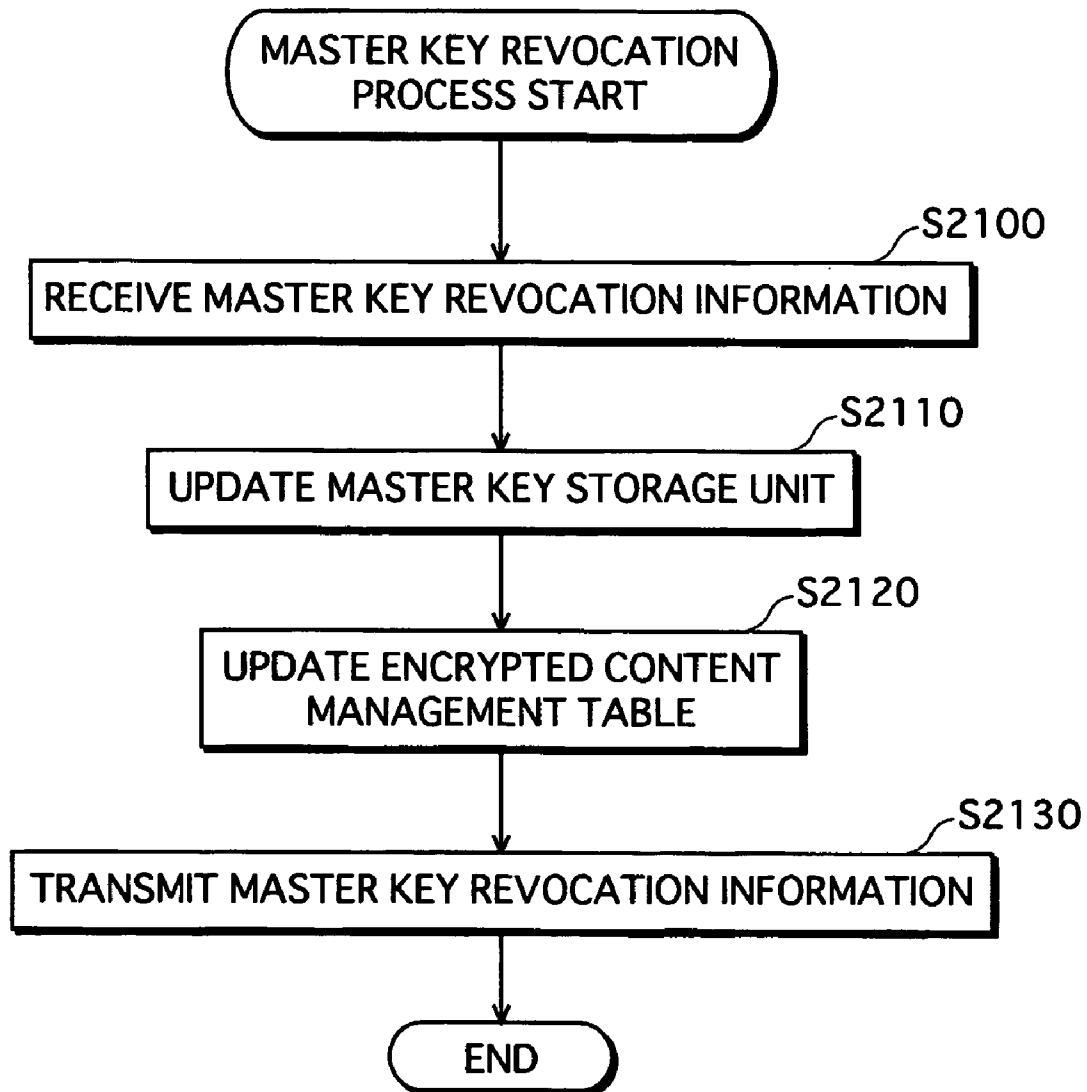 MASTER KEY REVOCATION
PROCESS START
S2100
RECEIVE MASTER KEY REVOCATION INFORMATION
S2110
UPDATE MASTER KEY STORAGE UNIT
S2120
UPDATE ENCRYPTED CONTENT
MANAGEMENT TABLE
S2130
TRANSMIT MASTER KEY REVOCATION INFORMATION
END